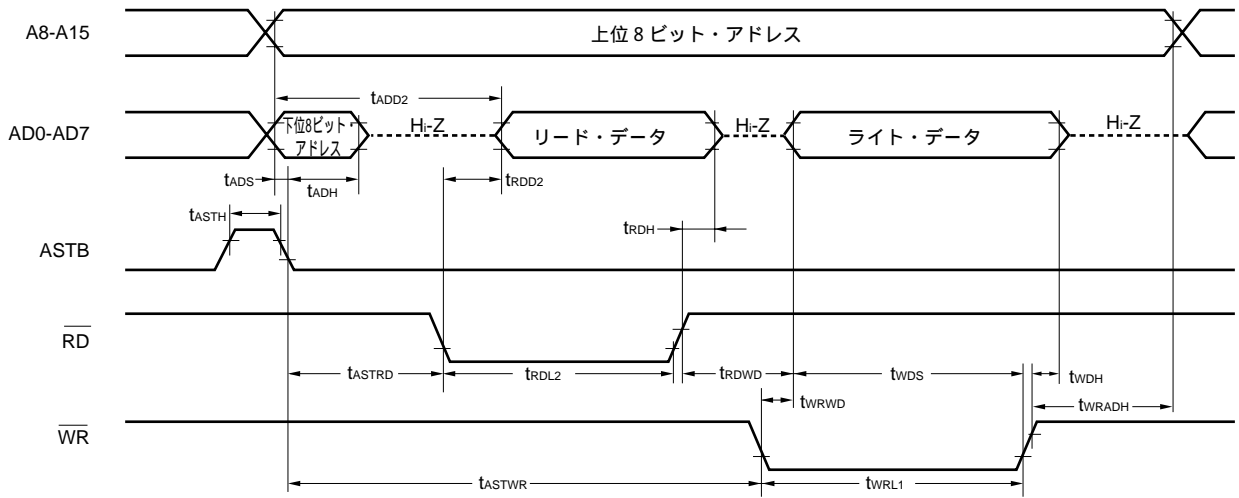 A8-A15
上位 8 ビット・アドレス
tADD2
AD0-AD7
下位8ビット・
アドレス
Hi-Z
リード・データ
Hi-Z
ライト・データ
Hi-Z
tADS
tADH
tRDD2
tASTH
tRDH
ASTB
RD
tASTRD
tRDL2
tRDWD
tWDS
tWDH
tWRWD
tWRADH
WR
tASTWR
tWRL1